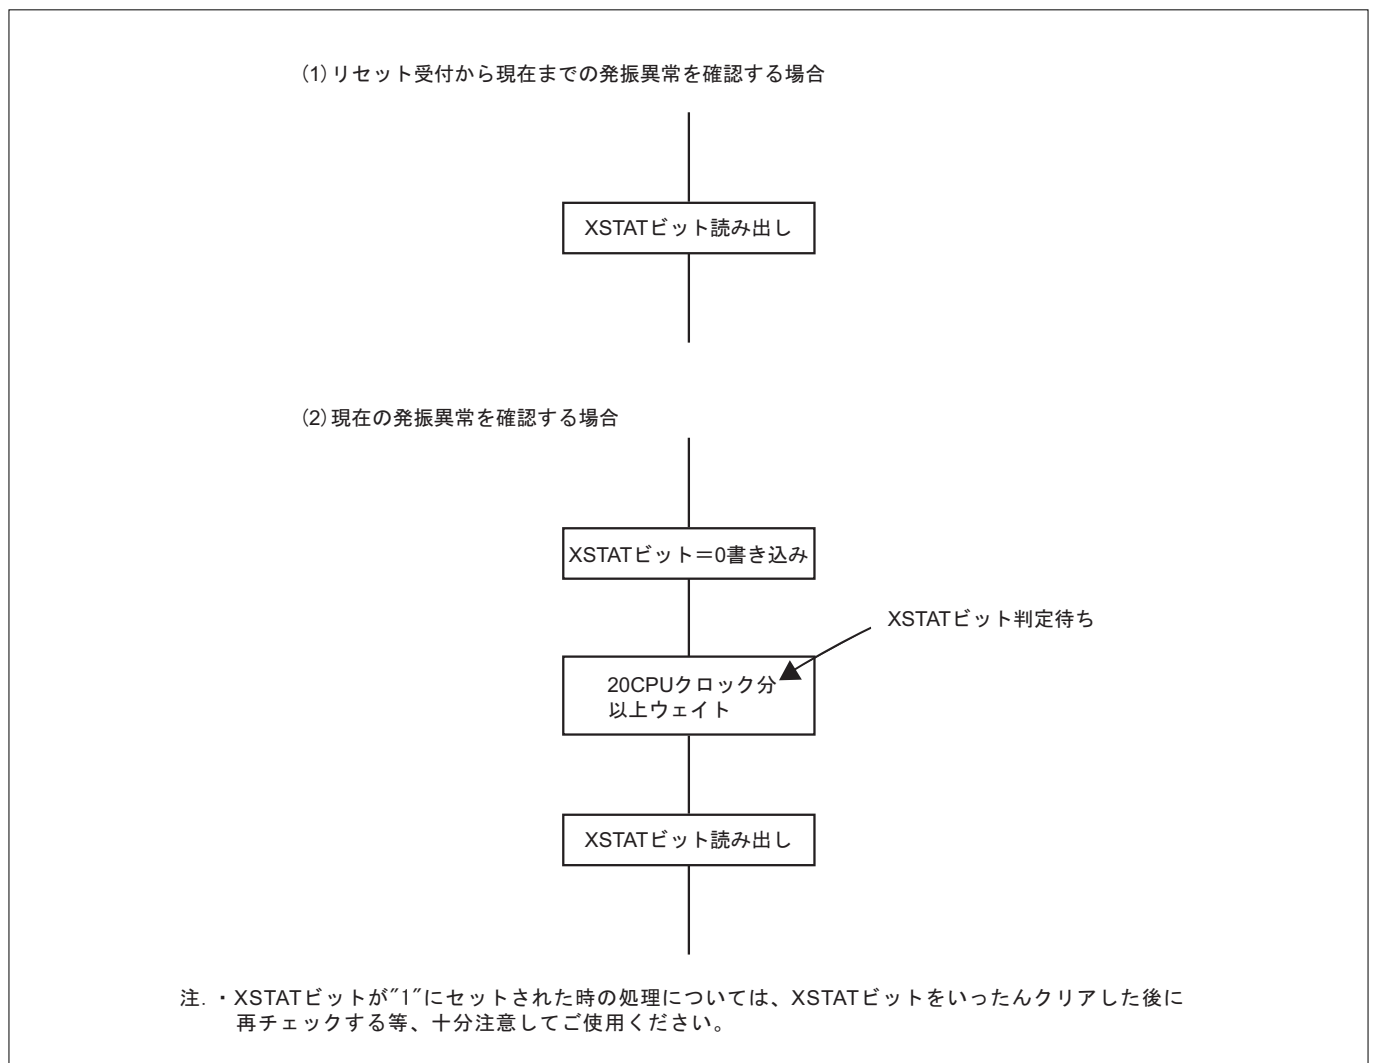 (1)リセット受付から現在までの発振異常を確認する場合
XSTATビット読み出し
(2)現在の発振異常を確認する場合
XSTATビット＝0書き込み
XSTATビット判定待ち
20CPUクロック分
以上ウェイト
XSTATビット読み出し
注.・XSTATビットが″1″にセットされた時の処理については、XSTATビットをいったんクリアした後に
再チェックする等、十分注意してご使用ください。